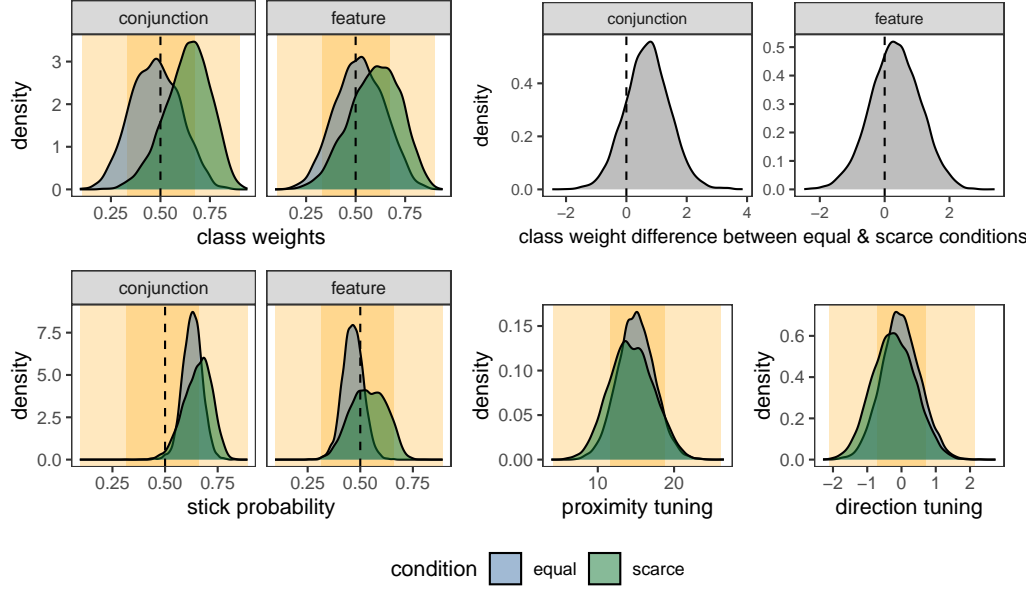 conjunction feature conjunction feature
density 3 2 1 0 density 0.4 0.2 0.0 0.5 0.4 0.3 0.2 0.1 0.0
0.25 0.50 0.75 0.25 0.50 0.75 −2 0 2 4 −2 0 2
class weights class weight difference between equal & scarce conditions
conjunction feature
density 7.5 5.0 2.5 0.0 density 0.15 0.10 0.05 0.00 density 0.6 0.4 0.2 0.0
0.25 0.50 0.75 0.25 0.50 0.75 10 20 −2 −1 0 1 2
stick probability proximity tuning direction tuning
condition equal scarce